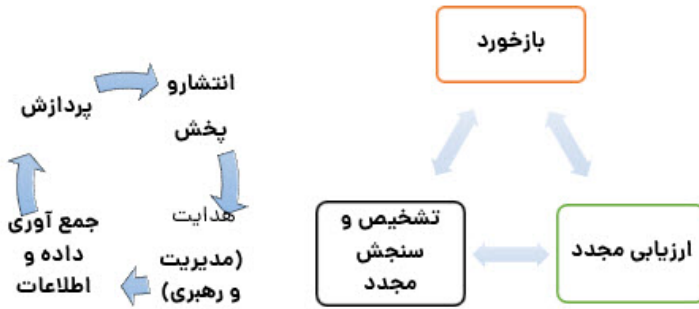 بازخورد
تشخیص و
سنجش
مجدد
ارزیابی مجدد
انتشارو
پخش
پردازش
هدایت
(مدیریت
و رهبری)
جمع آوری
داده و
اطلاعات